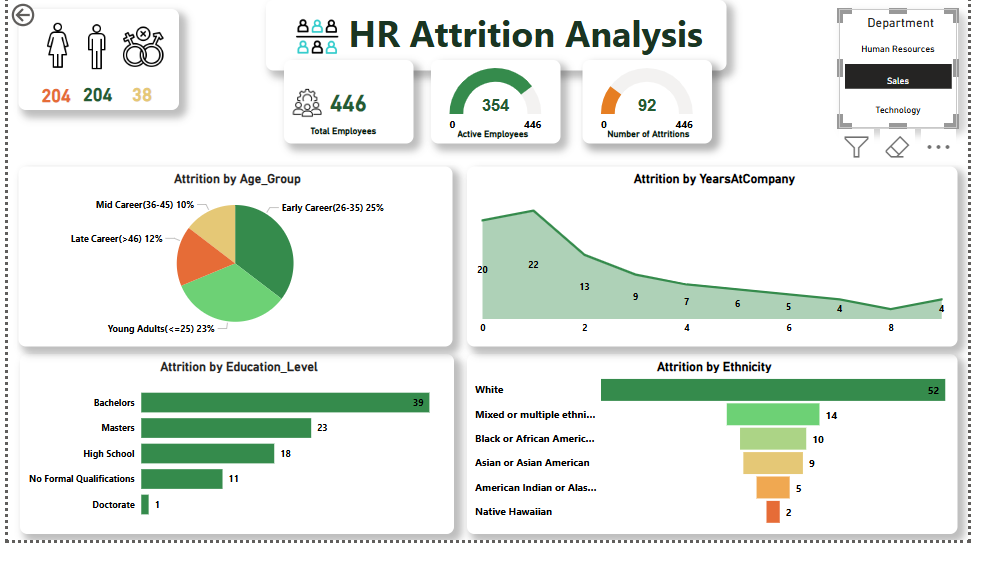 HR Attrition Analysis
204 204 38
446
Total Employees
354
0 446
Active Employees
92
0 446
Number of Attritions
Department
Human Resources
Sales
Technology
Attrition by Age_Group
Mid Career(36-45) 10%
Early Career(26-35) 25%
Late Career(>46) 12%
Young Adults(<=25) 23%
Attrition by YearsAtCompany
20 22 13 9 7 6 5 4 4
0 2 4 6 8
Attrition by Education_Level
Bachelors 39
Masters 23
High School 18
No Formal Qualifications 11
Doctorate 1
Attrition by Ethnicity
White 52
Mixed or multiple ethni... 14
Black or African Americ... 10
Asian or Asian American 9
American Indian or Alas... 5
Native Hawaiian 2